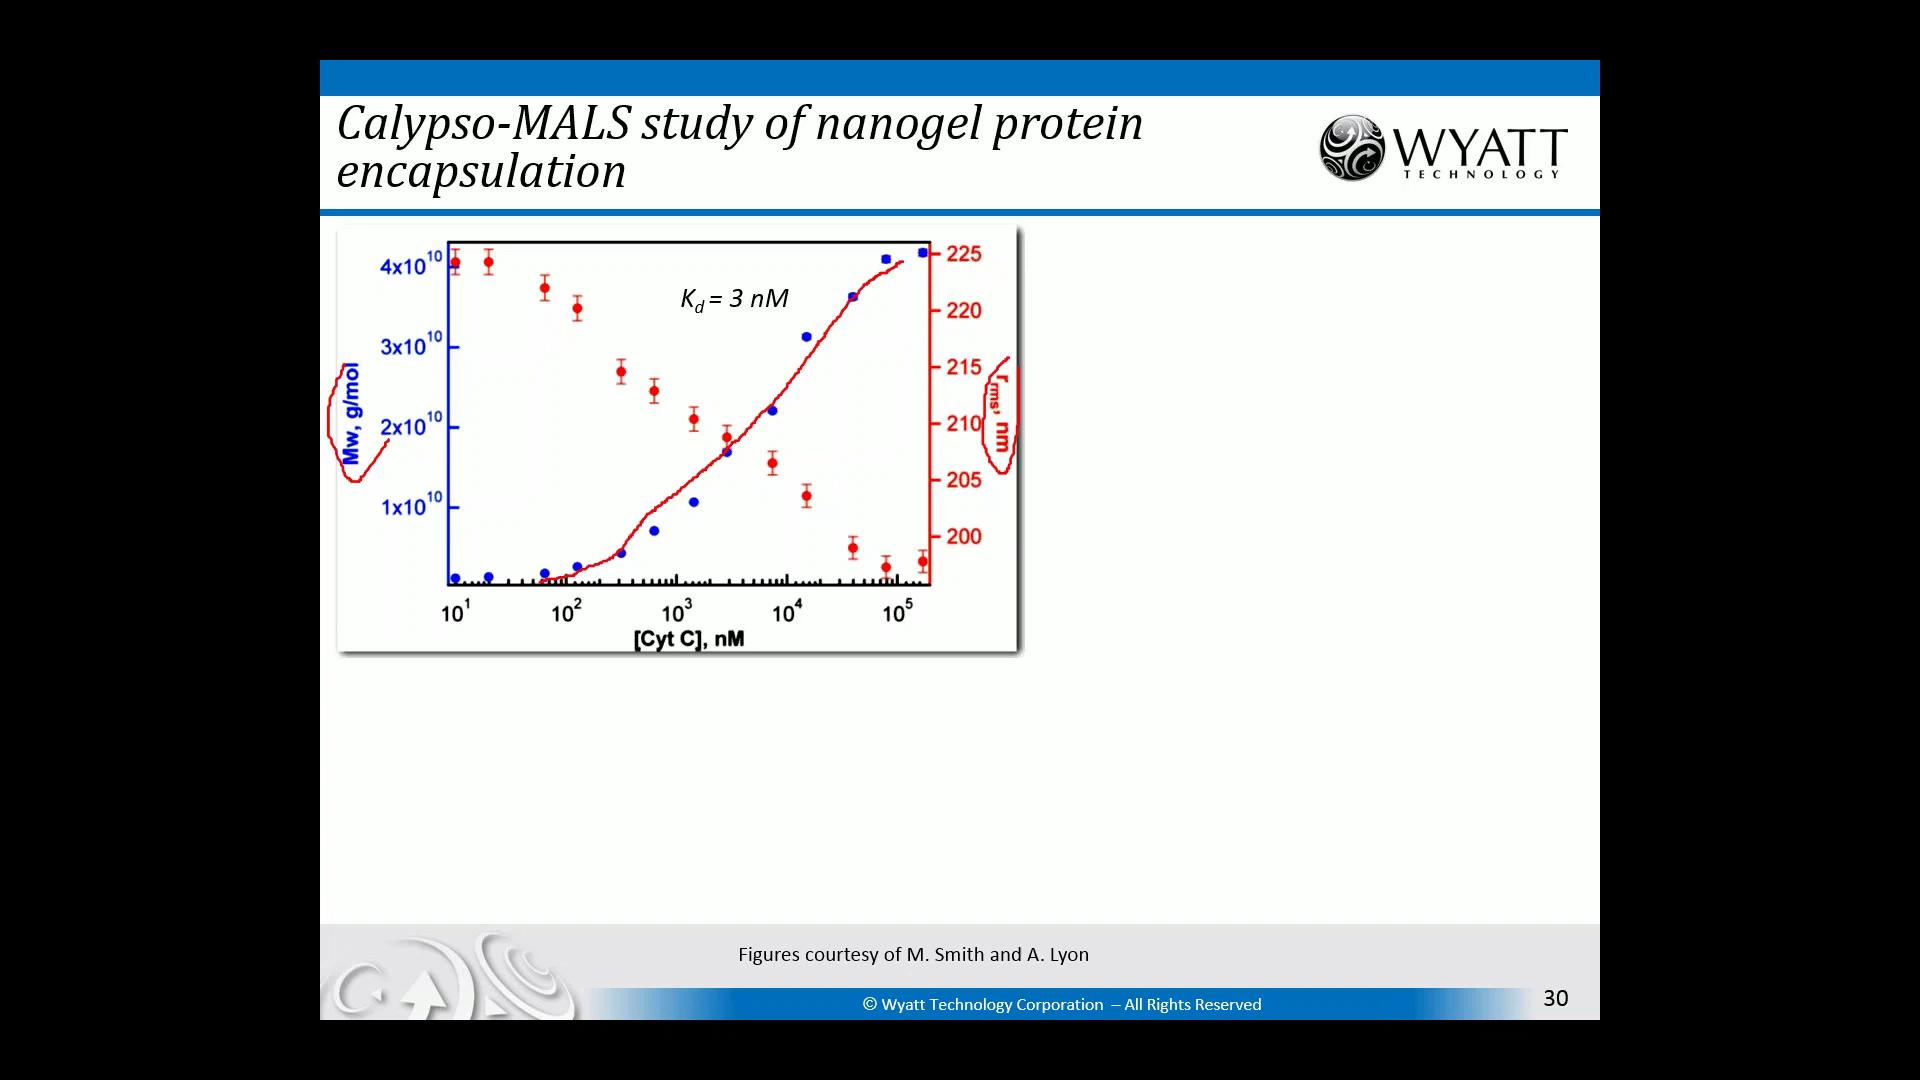 Calypso-MALS study of nanogel protein
encapsulation
WYATT
TECHNOLOGY
Kd = 3 nM
4x10^10
3x10^10
2x10^10
1x10^10
Mw, g/mol
225
220
215
210
205
200
rrms, nm
10^1 10^2 10^3 10^4 10^5
[Cyt C], nM
Figures courtesy of M. Smith and A. Lyon
© Wyatt Technology Corporation – All Rights Reserved
30